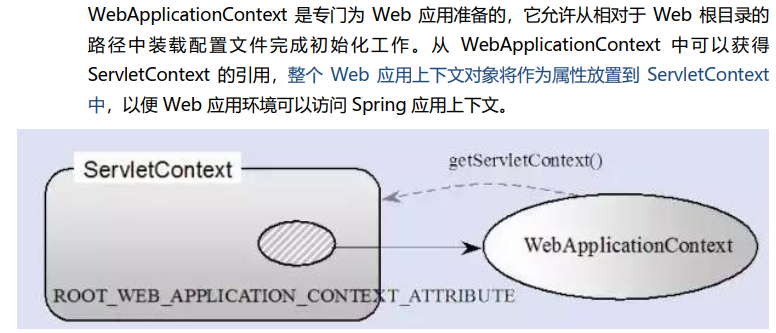 WebApplicationContext 是专门为 Web 应用准备的，它允许从相对于 Web 根目录的
路径中装载配置文件完成初始化工作。从 WebApplicationContext 中可以获得
ServletContext 的引用，整个 Web 应用上下文对象将作为属性放置到 ServletContext
中，以便 Web 应用环境可以访问 Spring 应用上下文。
getServletContext()
ServletContext
WebApplicationContext
ROOT_WEB_APPLICATION_CONTEXT_ATTRIBUTE